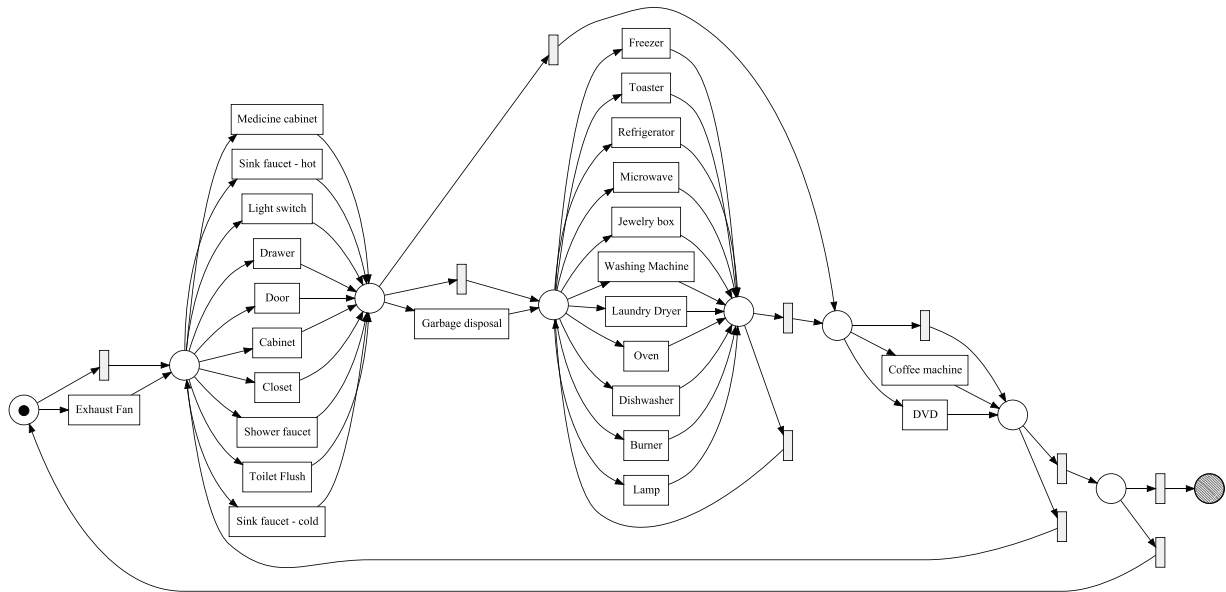 Exhaust Fan
Medicine cabinet
Sink faucet - hot
Light switch
Drawer
Door
Cabinet
Closet
Shower faucet
Toilet Flush
Sink faucet - cold
Garbage disposal
Freezer
Toaster
Refrigerator
Microwave
Jewelry box
Washing Machine
Laundry Dryer
Oven
Dishwasher
Burner
Lamp
Coffee machine
DVD